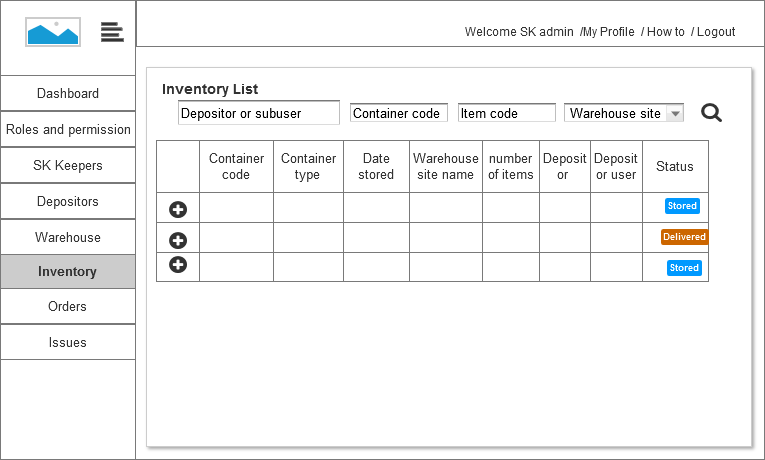 Welcome SK admin /My Profile / How to / Logout
Dashboard
Roles and permission
SK Keepers
Depositors
Warehouse
Inventory
Orders
Issues
Inventory List
Depositor or subuser Container code Item code Warehouse site
Container code Container type Date stored Warehouse site name number of items Deposit or Deposit or user Status
Stored
Delivered
Stored